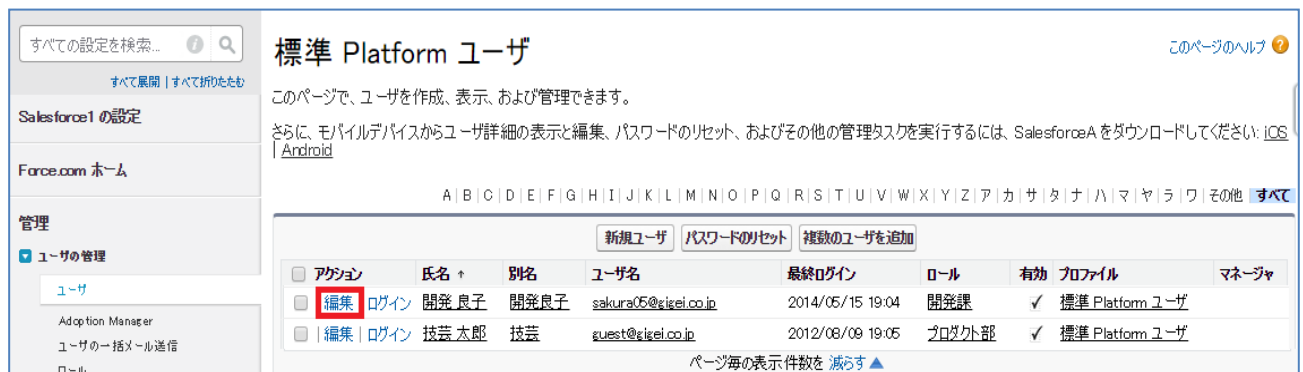 すべての設定を検索...
すべて展開 | すべて折りたたむ
Salesforce1 の設定
Force.com ホーム
管理
ユーザの管理
ユーザ
Adoption Manager
ユーザの一括メール送信
ロール
標準 Platform ユーザ
このページのヘルプ
このページで、ユーザを作成、表示、および管理できます。
さらに、モバイルデバイスからユーザ詳細の表示と編集、パスワードのリセット、およびその他の管理タスクを実行するには、SalesforceA をダウンロードしてください: iOS
| Android
A | B | C | D | E | F | G | H | I | J | K | L | M | N | O | P | Q | R | S | T | U | V | W | X | Y | Z | ア | カ | サ | タ | ナ | ハ | マ | ヤ | ラ | ワ | その他 すべて
新規ユーザ パスワードのリセット 複数のユーザを追加
アクション 氏名 ↑ 別名 ユーザ名 最終ログイン ロール 有効 プロファイル マネージャ
編集 ログイン 開発 良子 開発良子 sakura05@gigei.co.jp 2014/05/15 19:04 開発課 ✓ 標準 Platform ユーザ
| 編集 | ログイン 技芸 太郎 技芸 guest@gigei.co.jp 2012/08/09 19:05 プロダクト部 ✓ 標準 Platform ユーザ
ページ毎の表示件数を 減らす ▲